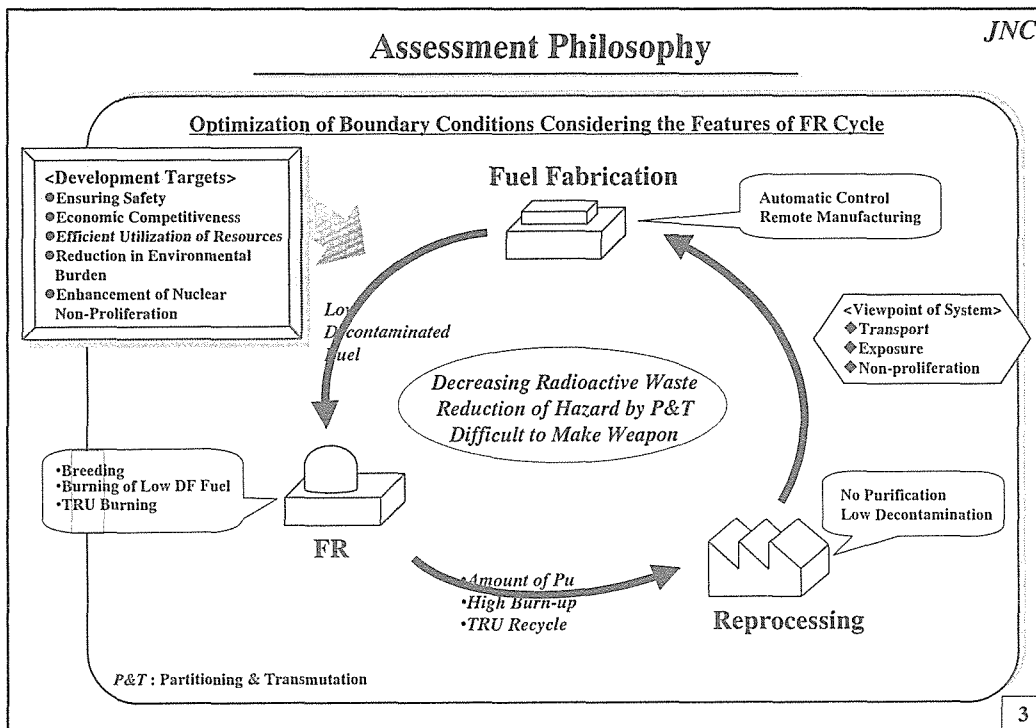 JNC
Assessment Philosophy
Optimization of Boundary Conditions Considering the Features of FR Cycle
<Development Targets>
●Ensuring Safety
●Economic Competitiveness
●Efficient Utilization of Resources
●Reduction in Environmental
Burden
●Enhancement of Nuclear
Non-Proliferation
Fuel Fabrication
Automatic Control
Remote Manufacturing
Low
Decontaminated
Fuel
<Viewpoint of System>
◆Transport
◆Exposure
◆Non-proliferation
Decreasing Radioactive Waste
Reduction of Hazard by P&T
Difficult to Make Weapon
•Breeding
•Burning of Low DF Fuel
•TRU Burning
FR
No Purification
Low Decontamination
•Amount of Pu
•High Burn-up
•TRU Recycle
Reprocessing
P&T : Partitioning & Transmutation
3